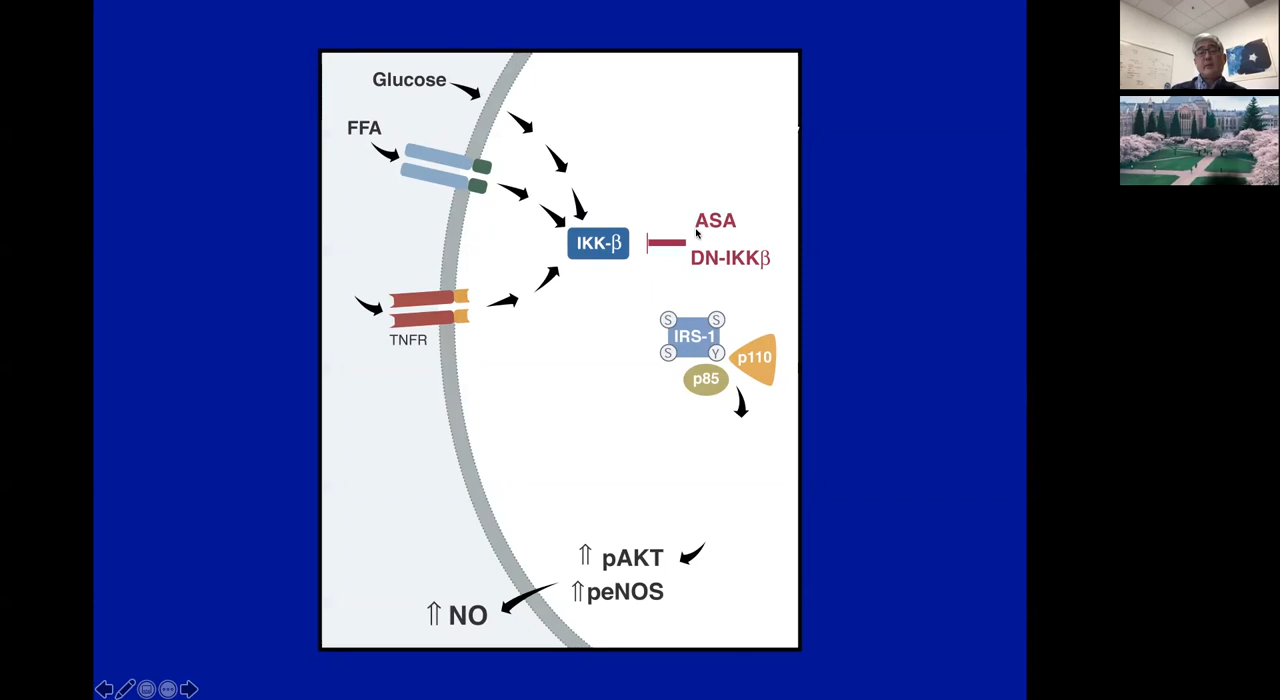 Glucose
FFA
IKK-β
ASA
DN-IKKβ
TNFR
S
S
IRS-1
S
Y
p110
p85
⇑ pAKT
⇑peNOS
⇑ NO